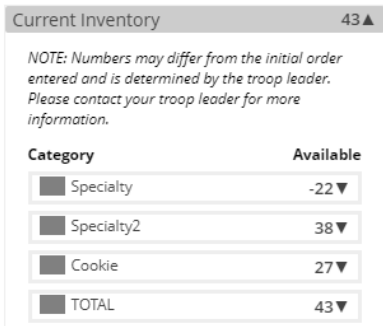 Current Inventory 43▲
NOTE: Numbers may differ from the initial order
entered and is determined by the troop leader.
Please contact your troop leader for more
information.
Category Available
Specialty -22▼
Specialty2 38▼
Cookie 27▼
TOTAL 43▼